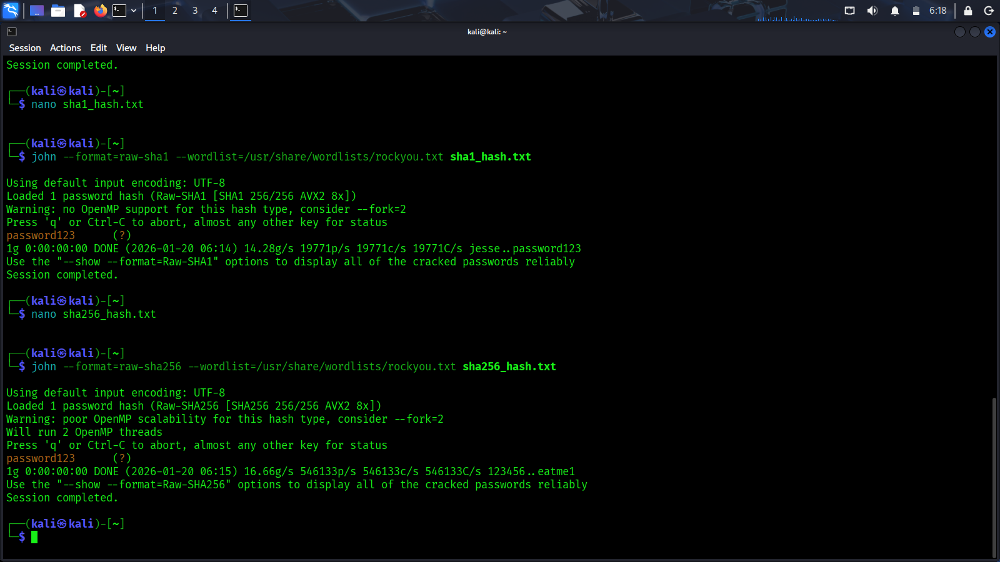 1 2 3 4 6:18
kali@kali: ~
Session Actions Edit View Help
Session completed.
┌──(kali㉿kali)-[~]
└─$ nano sha1_hash.txt
┌──(kali㉿kali)-[~]
└─$ john --format=raw-sha1 --wordlist=/usr/share/wordlists/rockyou.txt sha1_hash.txt
Using default input encoding: UTF-8
Loaded 1 password hash (Raw-SHA1 [SHA1 256/256 AVX2 8x])
Warning: no OpenMP support for this hash type, consider --fork=2
Press 'q' or Ctrl-C to abort, almost any other key for status
password123      (?)
1g 0:00:00:00 DONE (2026-01-20 06:14) 14.28g/s 19771p/s 19771c/s 19771C/s jesse..password123
Use the "--show --format=Raw-SHA1" options to display all of the cracked passwords reliably
Session completed.
┌──(kali㉿kali)-[~]
└─$ nano sha256_hash.txt
┌──(kali㉿kali)-[~]
└─$ john --format=raw-sha256 --wordlist=/usr/share/wordlists/rockyou.txt sha256_hash.txt
Using default input encoding: UTF-8
Loaded 1 password hash (Raw-SHA256 [SHA256 256/256 AVX2 8x])
Warning: poor OpenMP scalability for this hash type, consider --fork=2
Will run 2 OpenMP threads
Press 'q' or Ctrl-C to abort, almost any other key for status
password123      (?)
1g 0:00:00:00 DONE (2026-01-20 06:15) 16.66g/s 546133p/s 546133c/s 546133C/s 123456..eatme1
Use the "--show --format=Raw-SHA256" options to display all of the cracked passwords reliably
Session completed.
┌──(kali㉿kali)-[~]
└─$